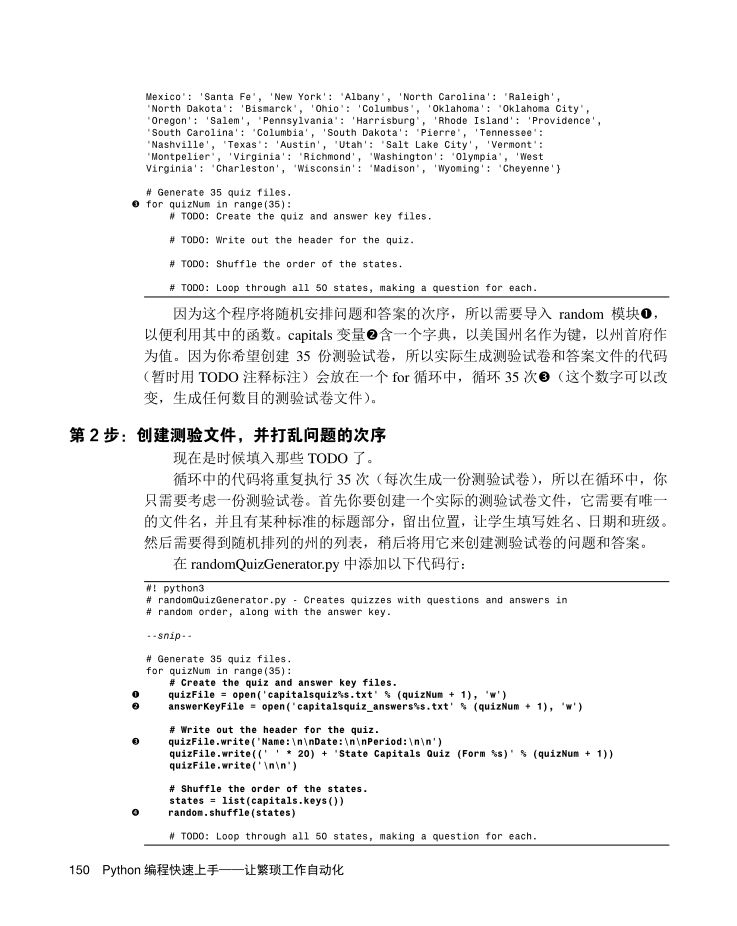 Mexico': 'Santa Fe', 'New York': 'Albany', 'North Carolina': 'Raleigh',
'North Dakota': 'Bismarck', 'Ohio': 'Columbus', 'Oklahoma': 'Oklahoma City',
'Oregon': 'Salem', 'Pennsylvania': 'Harrisburg', 'Rhode Island': 'Providence',
'South Carolina': 'Columbia', 'South Dakota': 'Pierre', 'Tennessee':
'Nashville', 'Texas': 'Austin', 'Utah': 'Salt Lake City', 'Vermont':
'Montpelier', 'Virginia': 'Richmond', 'Washington': 'Olympia', 'West
Virginia': 'Charleston', 'Wisconsin': 'Madison', 'Wyoming': 'Cheyenne'}
# Generate 35 quiz files.
❸ for quizNum in range(35):
# TODO: Create the quiz and answer key files.
# TODO: Write out the header for the quiz.
# TODO: Shuffle the order of the states.
# TODO: Loop through all 50 states, making a question for each.
因为这个程序将随机安排问题和答案的次序，所以需要导入 random 模块❶，
以便利用其中的函数。capitals 变量❷含一个字典，以美国州名作为键，以州首府作
为值。因为你希望创建 35 份测验试卷，所以实际生成测验试卷和答案文件的代码
（暂时用 TODO 注释标注）会放在一个 for 循环中，循环 35 次❸（这个数字可以改
变，生成任何数目的测验试卷文件）。
第 2 步：创建测验文件，并打乱问题的次序
现在是时候填入那些 TODO 了。
循环中的代码将重复执行 35 次（每次生成一份测验试卷），所以在循环中，你
只需要考虑一份测验试卷。首先你要创建一个实际的测验试卷文件，它需要有唯一
的文件名，并且有某种标准的标题部分，留出位置，让学生填写姓名、日期和班级。
然后需要得到随机排列的州的列表，稍后将用它来创建测验试卷的问题和答案。
在 randomQuizGenerator.py 中添加以下代码行：
#! python3
# randomQuizGenerator.py - Creates quizzes with questions and answers in
# random order, along with the answer key.
--snip--
# Generate 35 quiz files.
for quizNum in range(35):
# Create the quiz and answer key files.
❶ quizFile = open('capitalsquiz%s.txt' % (quizNum + 1), 'w')
❷ answerKeyFile = open('capitalsquiz_answers%s.txt' % (quizNum + 1), 'w')
# Write out the header for the quiz.
❸ quizFile.write('Name:\n\nDate:\n\nPeriod:\n\n')
quizFile.write((' ' * 20) + 'State Capitals Quiz (Form %s)' % (quizNum + 1))
quizFile.write('\n\n')
# Shuffle the order of the states.
states = list(capitals.keys())
❹ random.shuffle(states)
# TODO: Loop through all 50 states, making a question for each.
150 Python 编程快速上手——让繁琐工作自动化